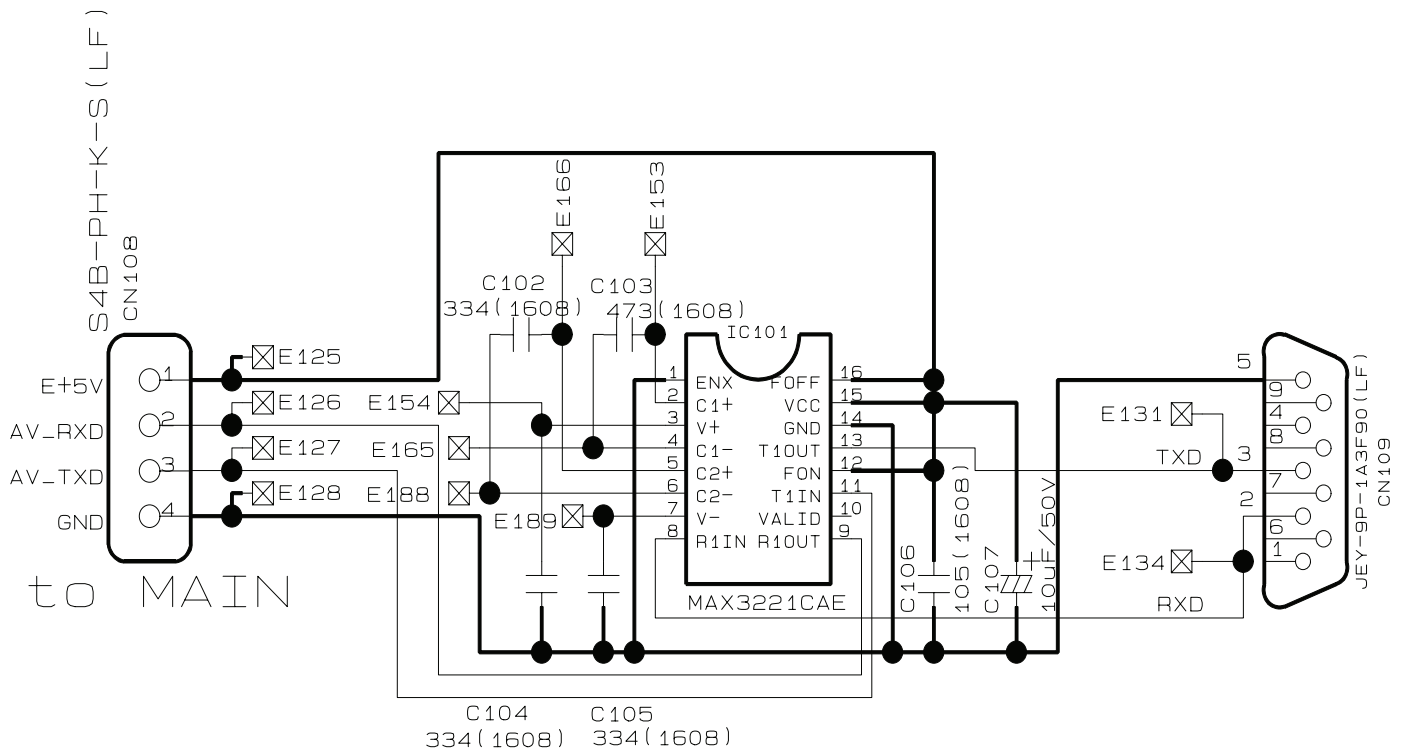 S4B-PH-K-S(LF)
CN108
E+5V
AV_RXD
AV_TXD
GND
1
2
3
4
E125
E126
E127
E128
to MAIN
E166
E153
C102
334(1608)
C103
473(1608)
E154
E165
E188
E189
IC101
1
2
3
4
5
6
7
8
ENX
C1+
V+
C1-
C2+
C2-
V-
R1IN
FOFF
VCC
GND
T1OUT
FON
T1IN
VALID
R1OUT
16
15
14
13
12
11
10
9
MAX3221CAE
C106
105(1608)
C107
+
10uF/50V
C104
334(1608)
C105
334(1608)
E131
TXD
E134
RXD
5
9
4
8
3
7
2
6
1
JEY-9P-1A3F90(LF)
CN109